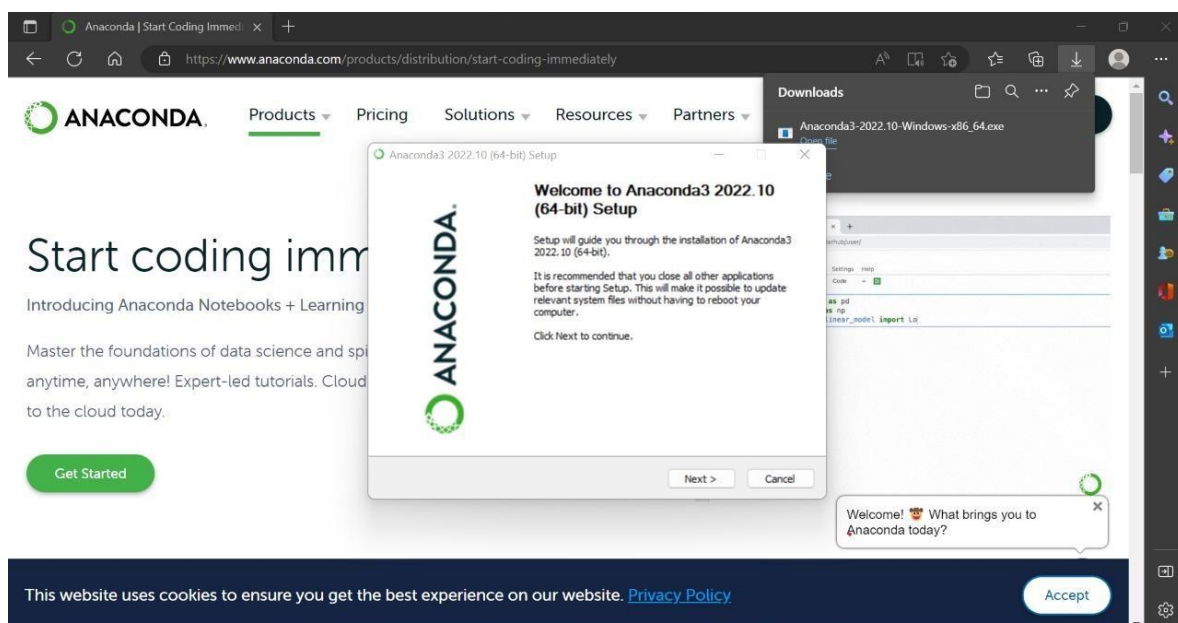 Anaconda | Start Coding Immedi
https://www.anaconda.com/products/distribution/start-coding-immediately
ANACONDA.
Products
Pricing
Solutions
Resources
Partners
Downloads
Anaconda3-2022.10-Windows-x86_64.exe
Open file
Anaconda3 2022.10 (64-bit) Setup
ANACONDA.
Welcome to Anaconda3 2022.10
(64-bit) Setup
Setup will guide you through the installation of Anaconda3
2022.10 (64-bit).
It is recommended that you close all other applications
before starting Setup. This will make it possible to update
relevant system files without having to reboot your
computer.
Click Next to continue.
Next >
Cancel
Start coding imm
Introducing Anaconda Notebooks + Learning
Master the foundations of data science and spi
anytime, anywhere! Expert-led tutorials. Cloud
to the cloud today.
Get Started
Settings Help
Code
as pd
as np
linear_model import Lo
Welcome! What brings you to
Anaconda today?
This website uses cookies to ensure you get the best experience on our website. Privacy Policy
Accept